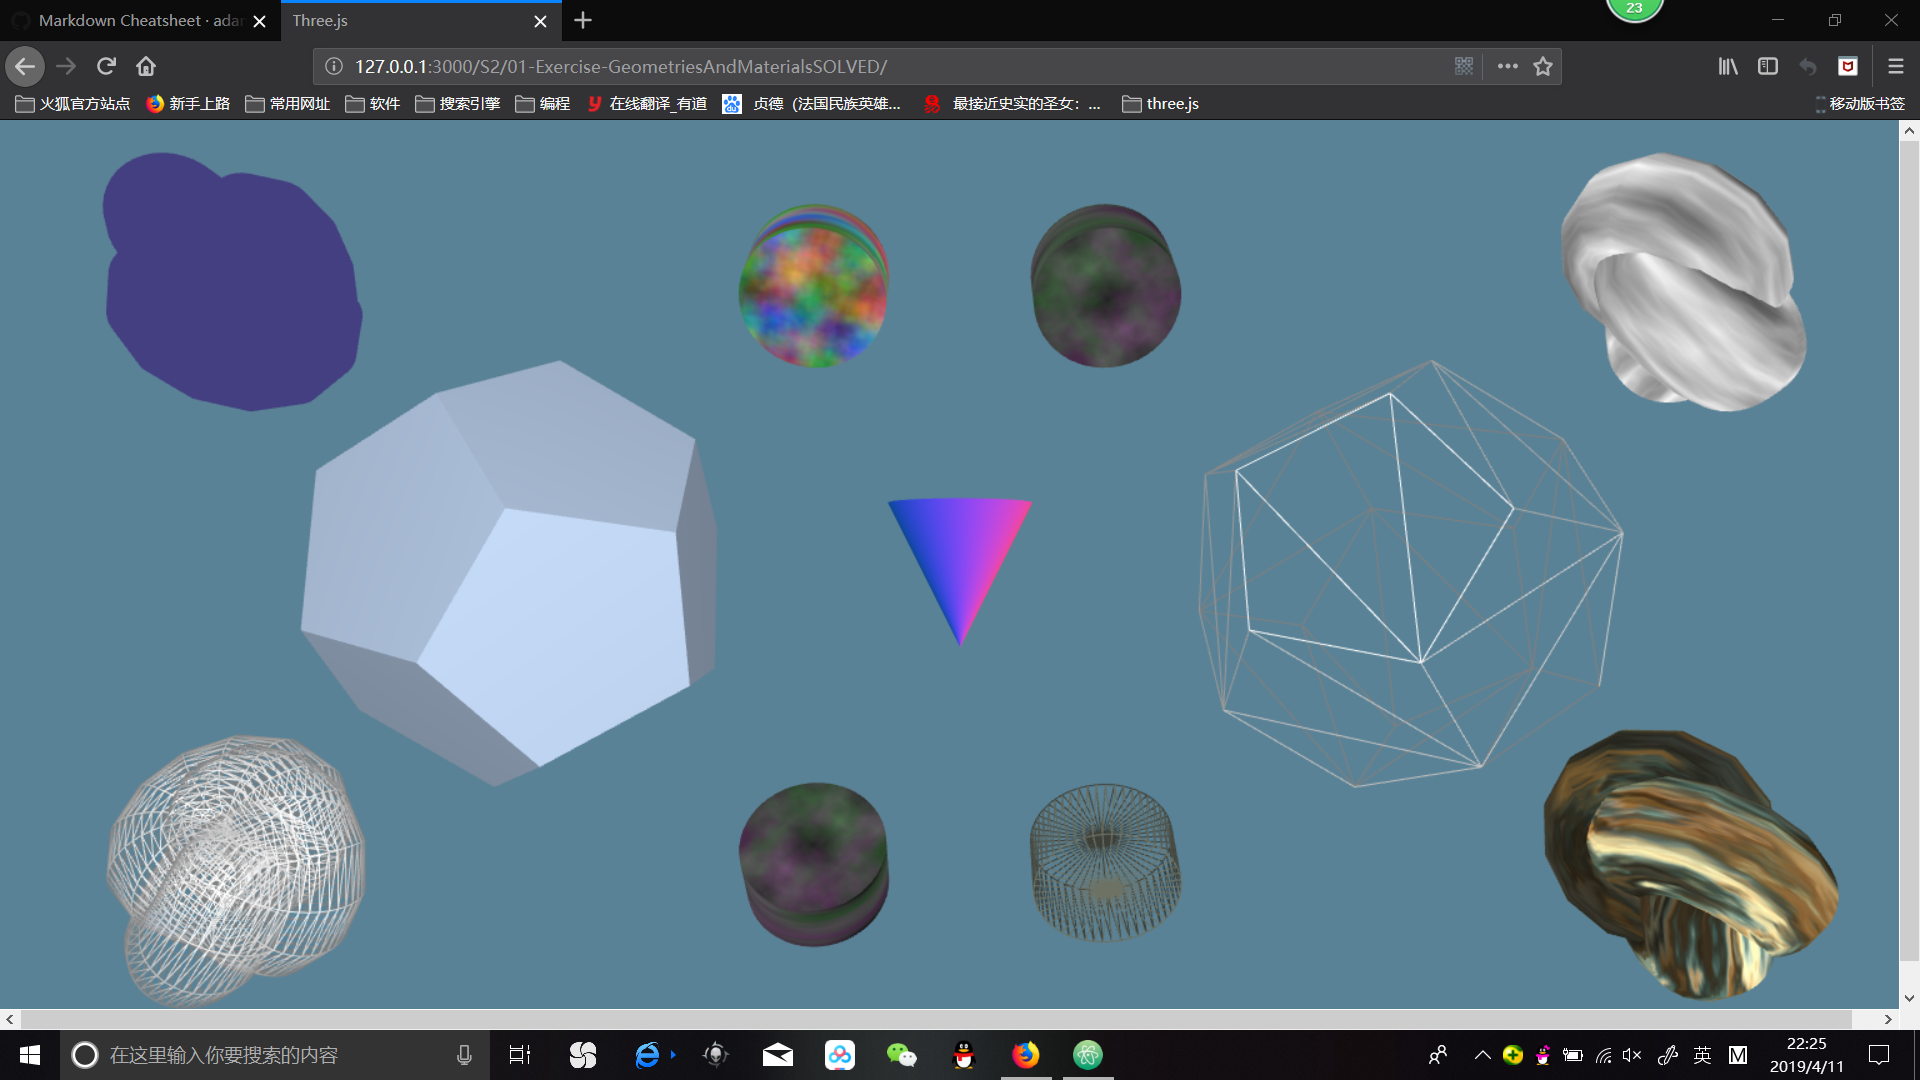 Markdown Cheatsheet · adar
Three.js
23
127.0.0.1:3000/S2/01-Exercise-GeometriesAndMaterialsSOLVED/
火狐官方站点
新手上路
常用网址
软件
搜索引擎
编程
在线翻译_有道
贞德（法国民族英雄...
最接近史实的圣女：...
three.js
移动版书签
在这里输入你要搜索的内容
英
M
22:25
2019/4/11